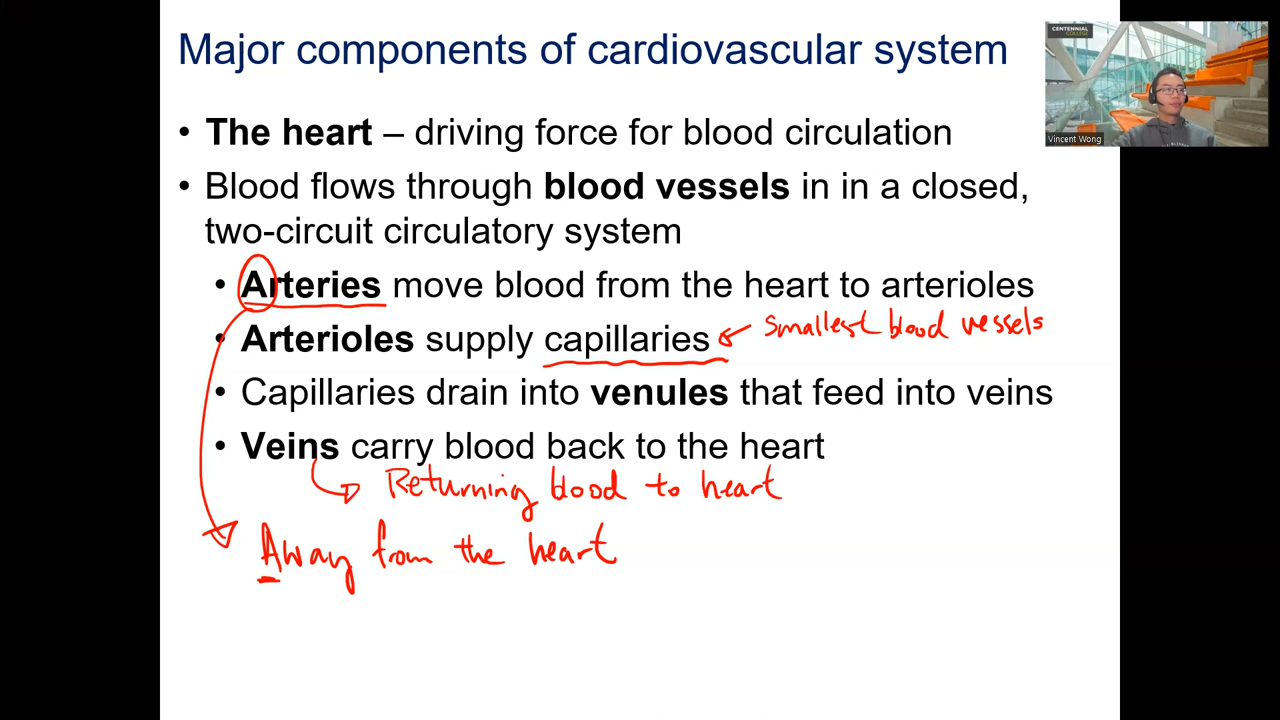 Major components of cardiovascular system
CENTENNIAL
COLLEGE
Vincent Wong
• The heart – driving force for blood circulation
• Blood flows through blood vessels in in a closed,
two-circuit circulatory system
• Arteries move blood from the heart to arterioles
smallest blood vessels
• Arterioles supply capillaries
• Capillaries drain into venules that feed into veins
• Veins carry blood back to the heart
Returning blood to heart
Away from the heart